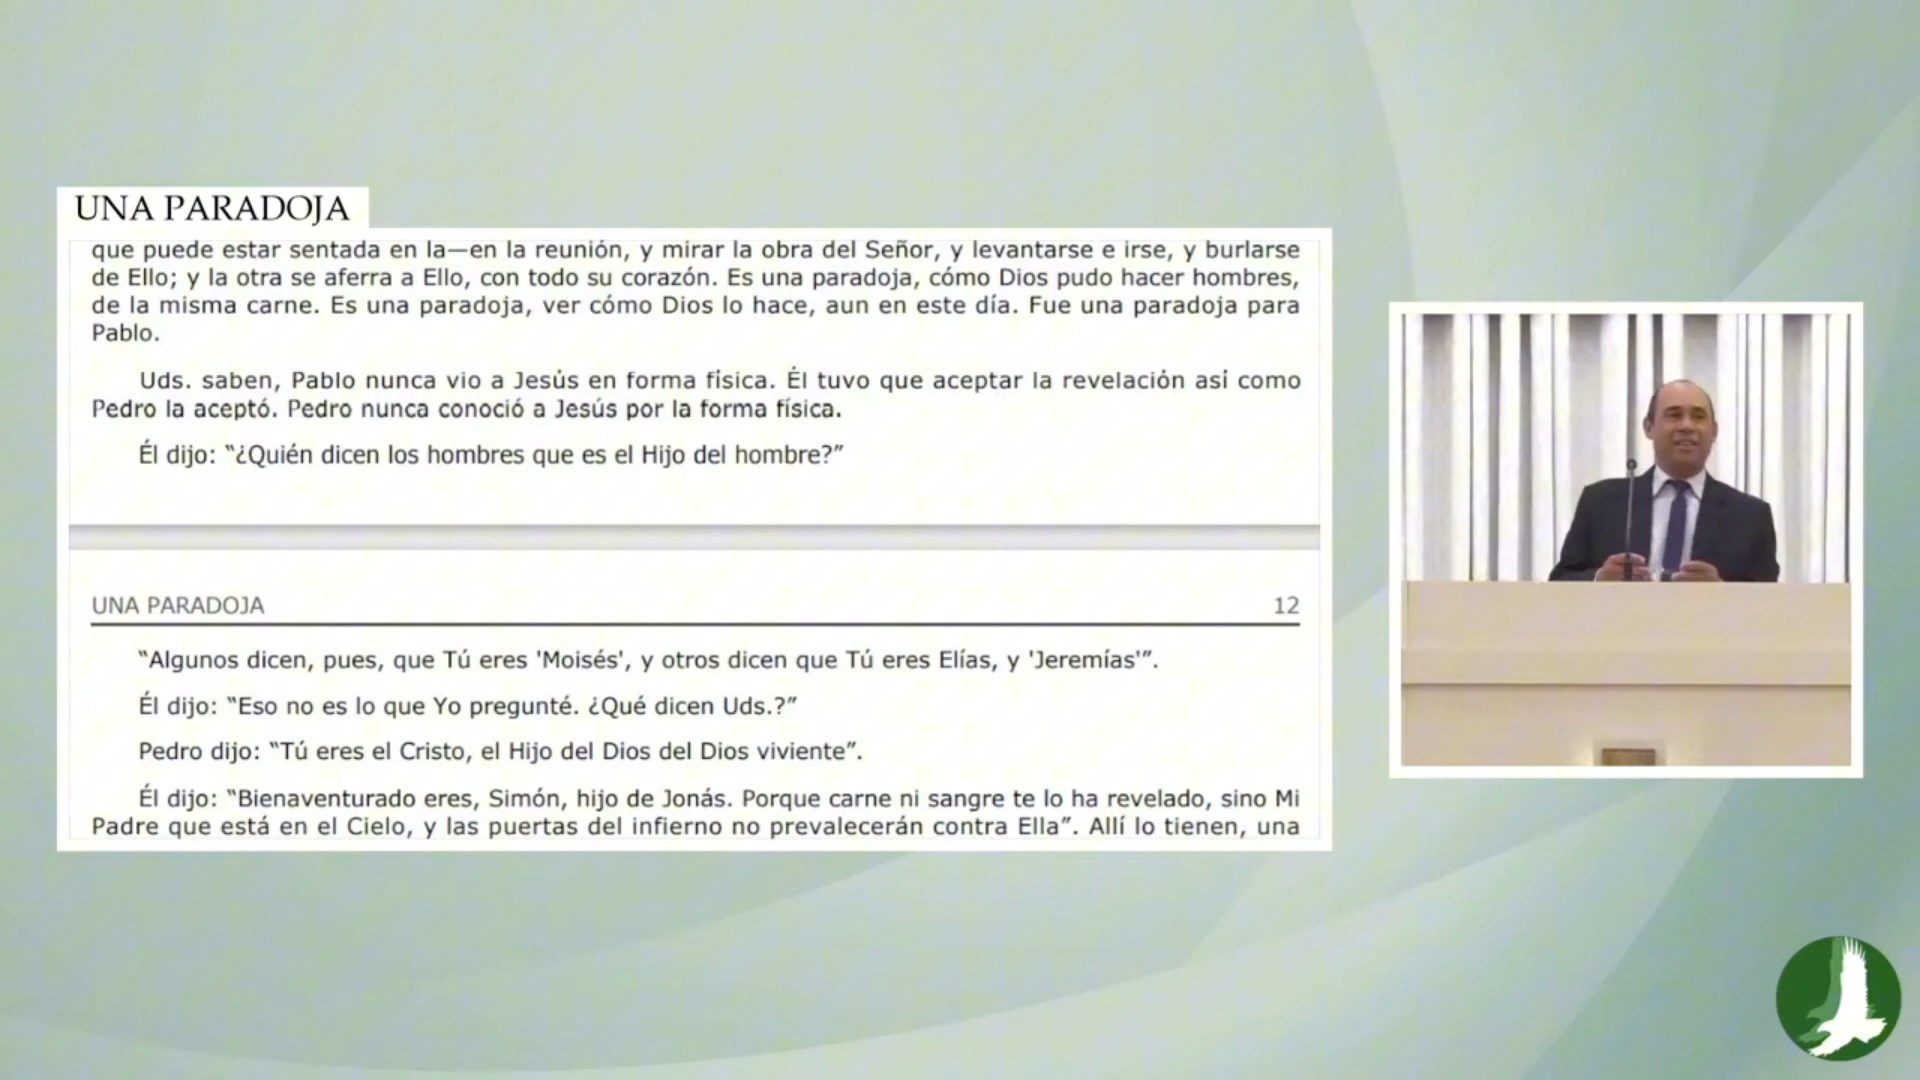 UNA PARADOJA
que puede estar sentada en la—en la reunión, y mirar la obra del Señor, y levantarse e irse, y burlarse
de Ello; y la otra se aferra a Ello, con todo su corazón. Es una paradoja, cómo Dios pudo hacer hombres,
de la misma carne. Es una paradoja, ver cómo Dios lo hace, aun en este día. Fue una paradoja para
Pablo.
Uds. saben, Pablo nunca vio a Jesús en forma física. Él tuvo que aceptar la revelación así como
Pedro la aceptó. Pedro nunca conoció a Jesús por la forma física.
Él dijo: “¿Quién dicen los hombres que es el Hijo del hombre?”
UNA PARADOJA 12
“Algunos dicen, pues, que Tú eres 'Moisés', y otros dicen que Tú eres Elías, y 'Jeremías'”.
Él dijo: “Eso no es lo que Yo pregunté. ¿Qué dicen Uds.?”
Pedro dijo: “Tú eres el Cristo, el Hijo del Dios del Dios viviente”.
Él dijo: “Bienaventurado eres, Simón, hijo de Jonás. Porque carne ni sangre te lo ha revelado, sino Mi
Padre que está en el Cielo, y las puertas del infierno no prevalecerán contra Ella”. Allí lo tienen, una